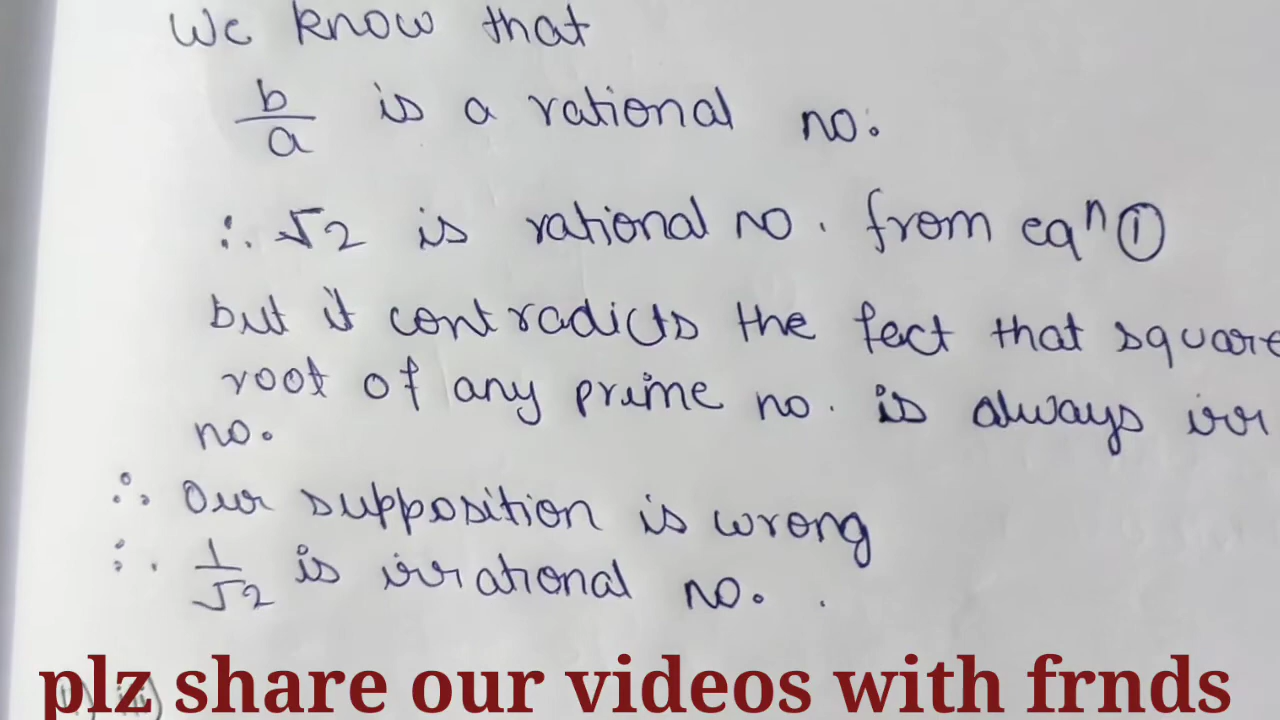 We know that
b/a is a rational no.
∴ √2 is rational no. from eqⁿ ①
but it contradicts the fact that square
root of any prime no. is always irr
no.
∴ Our supposition is wrong
∴ 1/√2 is irrational no.
plz share our videos with frnds